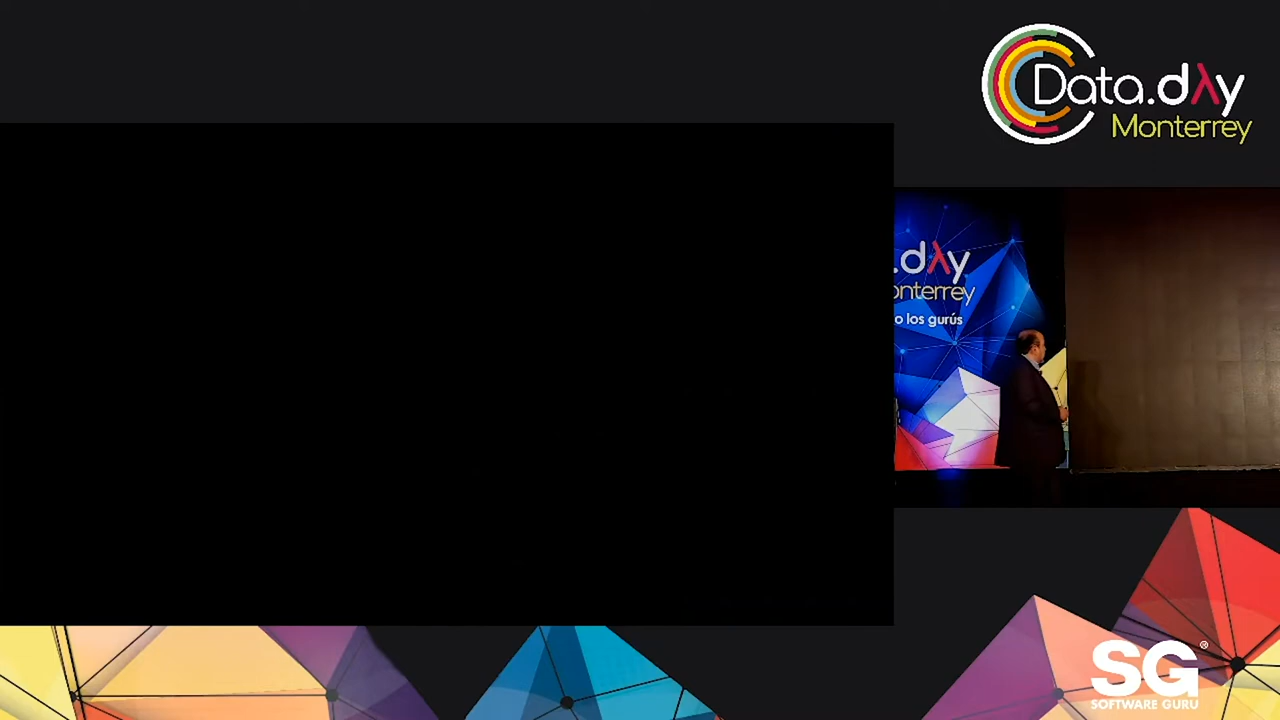 Data.dλy
Monterrey
.dλy
onterrey
o los gurús
SG®
SOFTWARE GURU